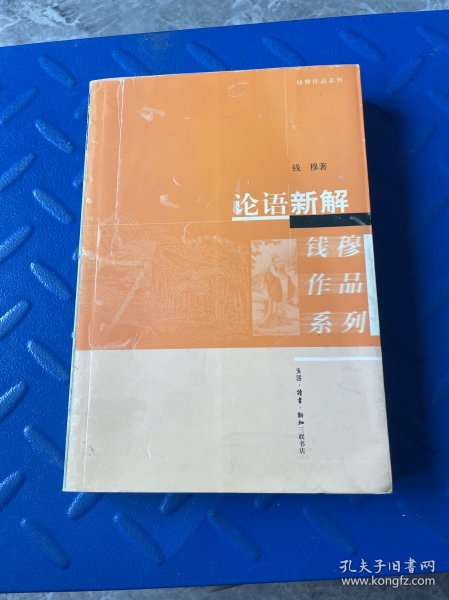 钱穆作品系列
钱 穆著
论语新解
钱穆
作品
系列
生活·读书·新知三联书店
孔夫子旧书网
www.kongfz.com